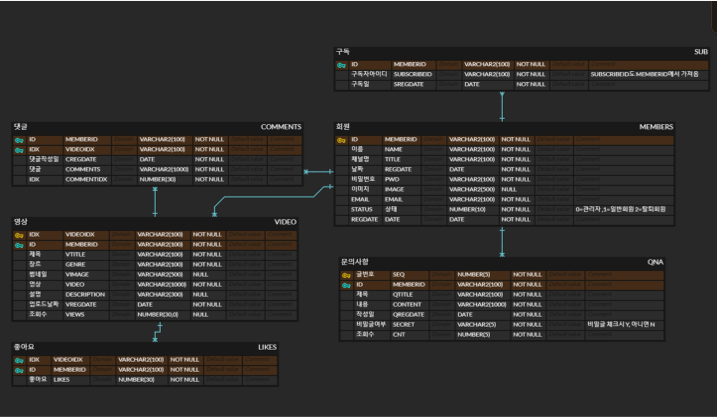 구독 SUB
ID MEMBERID VARCHAR2(100) NOT NULL
구독자아이디 SUBSCRIBEID VARCHAR2(100) NOT NULL SUBSCRIBEID도 MEMBERID에서 가져옴
구독일 SREGDATE DATE NOT NULL
댓글 COMMENTS
ID MEMBERID VARCHAR2(100) NOT NULL
IDX VIDEOIDX VARCHAR2(100) NOT NULL
댓글작성일 CREGDATE DATE NOT NULL
댓글 COMMENTS VARCHAR2(1000) NOT NULL
IDX COMMENTIDX NUMBER(30) NOT NULL
회원 MEMBERS
ID MEMBERID VARCHAR2(100) NOT NULL
이름 NAME VARCHAR2(100) NOT NULL
채널명 TITLE VARCHAR2(100) NOT NULL
날짜 REGDATE DATE NOT NULL
비밀번호 PWD VARCHAR2(100) NOT NULL
이미지 IMAGE VARCHAR2(500) NULL
EMAIL EMAIL VARCHAR2(100) NOT NULL
STATUS 상태 NUMBER(10) NOT NULL 0=관리자,1=일반회원 2=탈퇴회원
REGDATE DATE DATE NOT NULL
영상 VIDEO
IDX VIDEOIDX VARCHAR2(100) NOT NULL
ID MEMBERID VARCHAR2(100) NOT NULL
제목 VTITLE VARCHAR2(100) NOT NULL
장르 GENRE VARCHAR2(100) NOT NULL
썸네일 VIMAGE VARCHAR2(500) NULL
영상 VIDEO VARCHAR2(1000) NOT NULL
설명 DESCRIPTION VARCHAR2(300) NULL
업로드날짜 VREGDATE DATE NOT NULL
조회수 VIEWS NUMBER(30,0) NULL
문의사항 QNA
글번호 SEQ NUMBER(5) NOT NULL
ID MEMBERID VARCHAR2(100) NOT NULL
제목 QTITLE VARCHAR2(100) NOT NULL
내용 CONTENT VARCHAR2(1000) NOT NULL
작성일 QREGDATE DATE NOT NULL
비밀글여부 SECRET VARCHAR2(5) NOT NULL 비밀글 체크시 Y, 아니면 N
조회수 CNT NUMBER(5) NOT NULL
좋아요 LIKES
IDX VIDEOIDX VARCHAR2(100) NOT NULL
ID MEMBERID VARCHAR2(100) NOT NULL
좋아요 LIKES NUMBER(30) NOT NULL